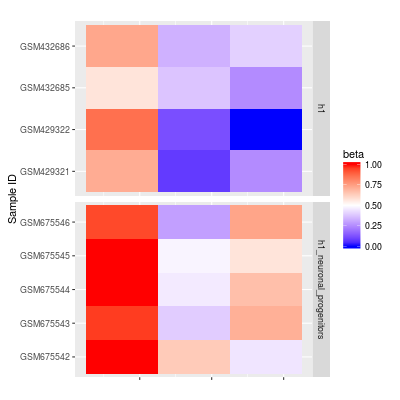 GSM432686
GSM432685
GSM429322
GSM429321
h1
GSM675546
GSM675545
GSM675544
GSM675543
GSM675542
h1_neuronal_progenitors
Sample ID
beta
1.00
0.75
0.50
0.25
0.00